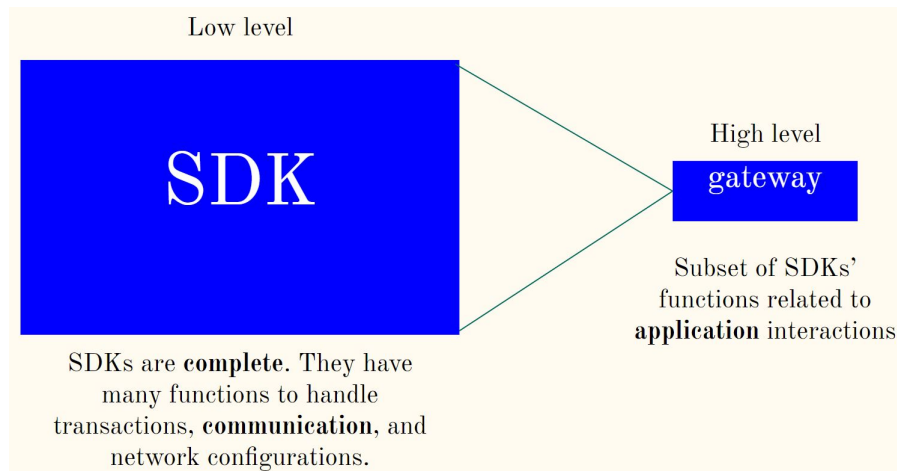 Low level
SDK
SDKs are complete. They have
many functions to handle
transactions, communication, and
network configurations.
High level
gateway
Subset of SDKs'
functions related to
application interactions